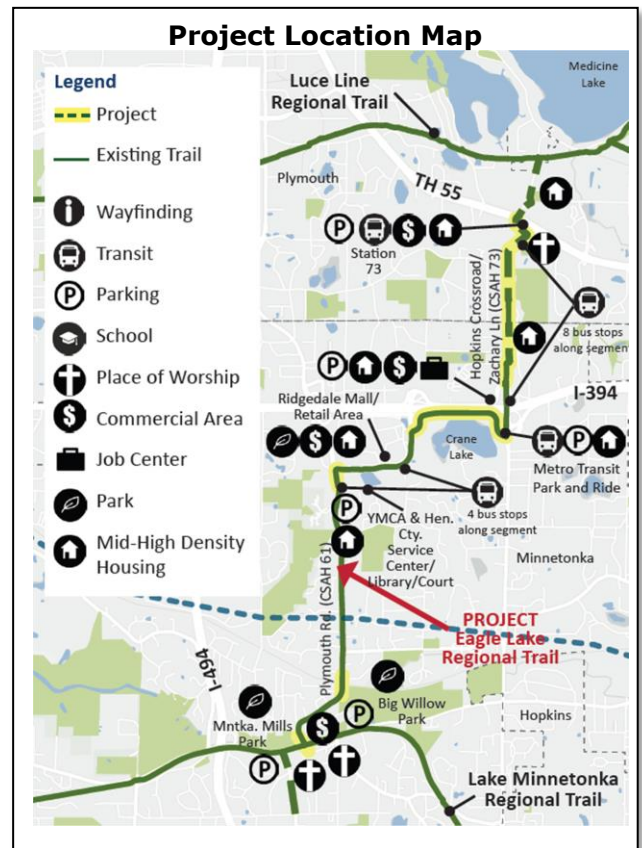 Project Location Map
Legend
Project
Existing Trail
Wayfinding
Transit
Parking
School
Place of Worship
Commercial Area
Job Center
Park
Mid-High Density
Housing
Luce Line
Regional Trail
Medicine
Lake
Plymouth
TH 55
P
$
Station
73
Hopkins Crossroad/
Zachary Ln (CSAH 73)
8 bus stops
along segment
P
$
I-394
Ridgedale Mall/
Retail Area
$
Crane
Lake
P
Metro Transit
Park and Ride
P
YMCA & Hen.
Cty.
Service
Center/
Library/Court
4 bus stops
along segment
Minnetonka
Plymouth Rd. (CSAH 61)
PROJECT
Eagle Lake
Regional Trail
I-494
Mntka. Mills
Park
$
P
Big Willow
Park
Hopkins
P
Lake Minnetonka
Regional Trail